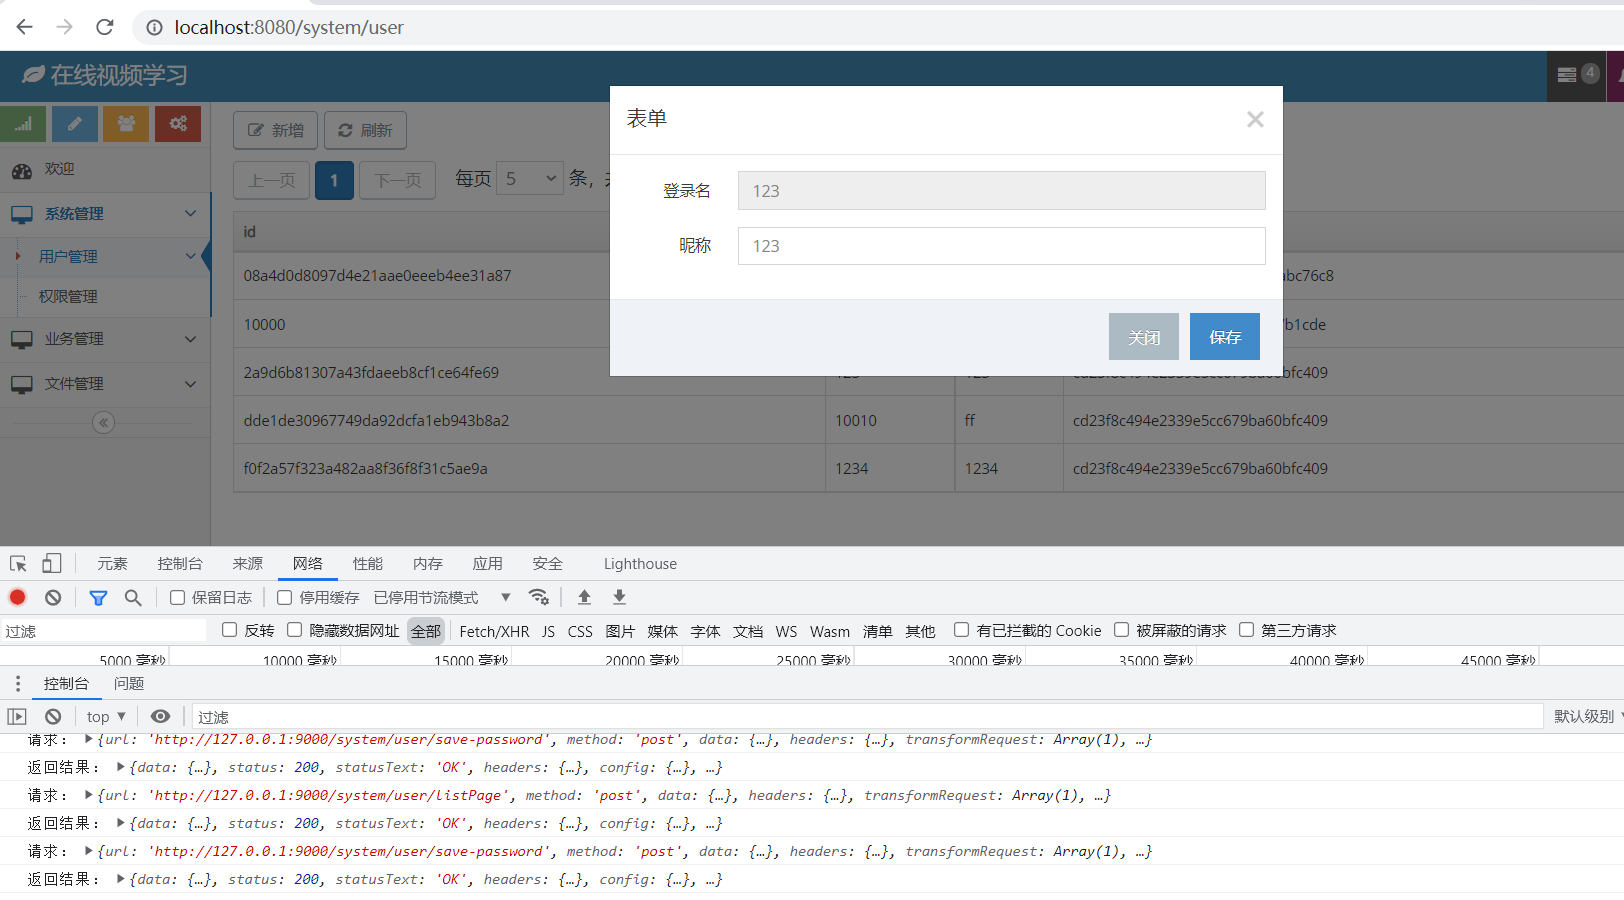 localhost:8080/system/user
在线视频学习
4
表单
×
新增
刷新
欢迎
上一页
1
下一页
每页
5
条，
登录名
123
系统管理
id
昵称
123
用户管理
08a4d0d8097d4e21aae0eeeb4ee31a87
abc76c8
权限管理
10000
b1cde
关闭
保存
业务管理
2a9d6b81307a43fdaeeb8cf1ce64fe69
123
123
cd23f8c494e2339e5cc679ba60bfc409
文件管理
dde1de30967749da92dcfa1eb943b8a2
10010
ff
cd23f8c494e2339e5cc679ba60bfc409
f0f2a57f323a482aa8f36f8f31c5ae9a
1234
1234
cd23f8c494e2339e5cc679ba60bfc409
元素
控制台
来源
网络
性能
内存
应用
安全
Lighthouse
保留日志
停用缓存
已停用节流模式
过滤
反转
隐藏数据网址
全部
Fetch/XHR
JS
CSS
图片
媒体
字体
文档
WS
Wasm
清单
其他
有已拦截的 Cookie
被屏蔽的请求
第三方请求
5000 毫秒
10000 毫秒
15000 毫秒
20000 毫秒
25000 毫秒
30000 毫秒
35000 毫秒
40000 毫秒
45000 毫秒
控制台
问题
top
过滤
默认级别
请求： {url: 'http://127.0.0.1:9000/system/user/save-password', method: 'post', data: {…}, headers: {…}, transformRequest: Array(1), …}
返回结果： {data: {…}, status: 200, statusText: 'OK', headers: {…}, config: {…}, …}
请求： {url: 'http://127.0.0.1:9000/system/user/listPage', method: 'post', data: {…}, headers: {…}, transformRequest: Array(1), …}
返回结果： {data: {…}, status: 200, statusText: 'OK', headers: {…}, config: {…}, …}
请求： {url: 'http://127.0.0.1:9000/system/user/save-password', method: 'post', data: {…}, headers: {…}, transformRequest: Array(1), …}
返回结果： {data: {…}, status: 200, statusText: 'OK', headers: {…}, config: {…}, …}